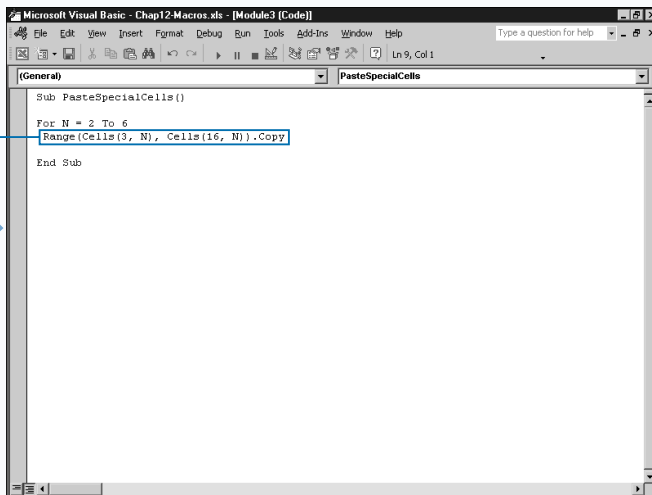 Microsoft Visual Basic - Chap12-Macros.xls - [Module3 (Code)]
File Edit View Insert Format Debug Run Tools Add-Ins Window Help Type a question for help
Ln 9, Col 1
(General) PasteSpecialCells
Sub PasteSpecialCells()
For N = 2 To 6
Range(Cells(3, N), Cells(16, N)).Copy
End Sub